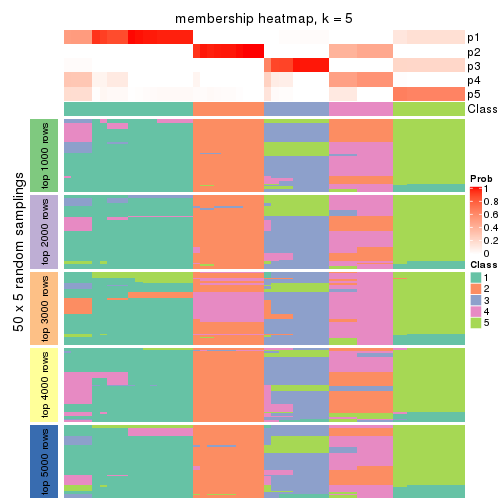 membership heatmap, k = 5
p1
p2
p3
p4
p5
Class
50 x 5 random samplings
top 1000 rows
top 2000 rows
top 3000 rows
top 4000 rows
top 5000 rows
Prob
1
0.8
0.6
0.4
0.2
0
Class
1
2
3
4
5